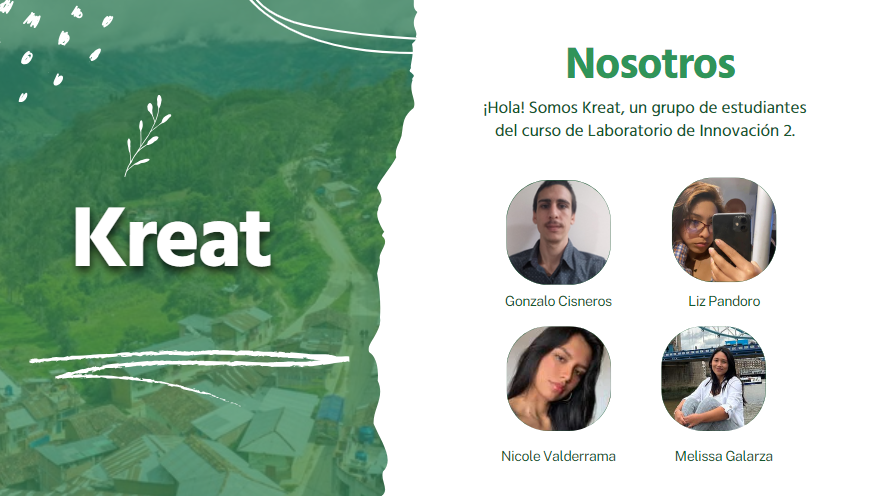 Kreat
Nosotros
¡Hola! Somos Kreat, un grupo de estudiantes
del curso de Laboratorio de Innovación 2.
Gonzalo Cisneros
Liz Pandoro
Nicole Valderrama
Melissa Galarza